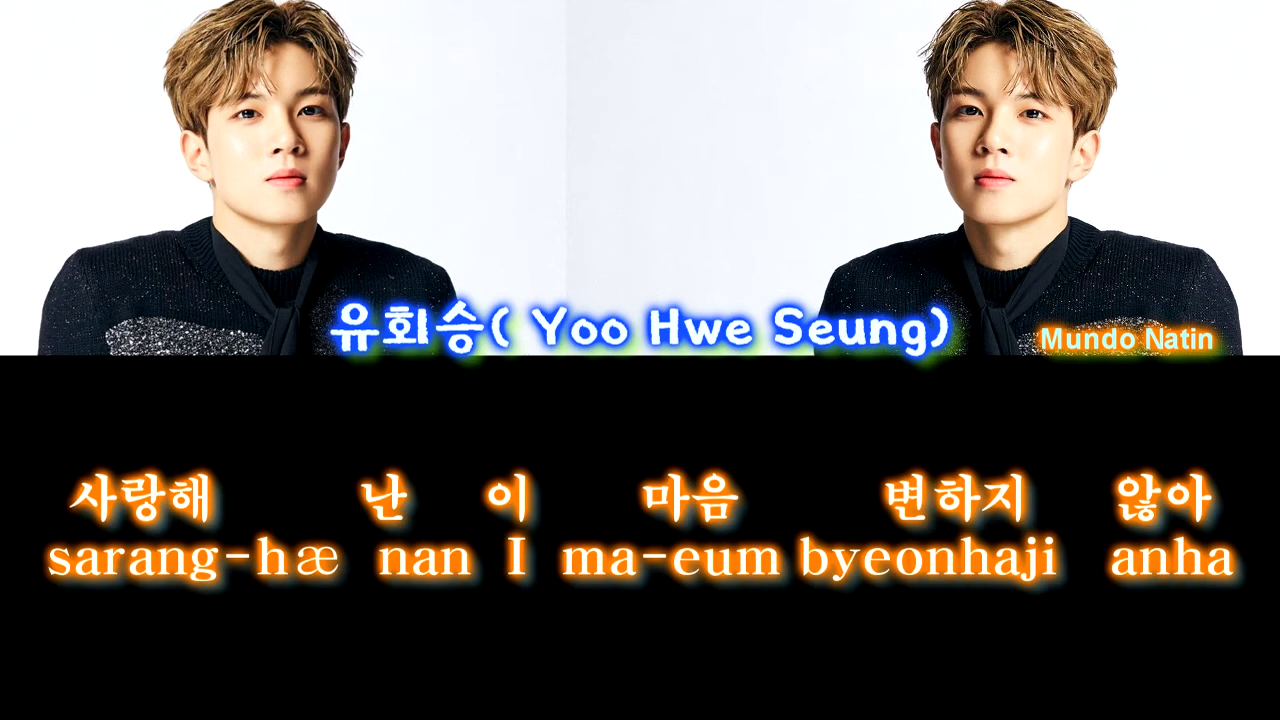 유회승( Yoo Hwe Seung)
Mundo Natin
사랑해 난 이 마음 변하지 않아
sarang-hæ nan I ma-eum byeonhaji anha